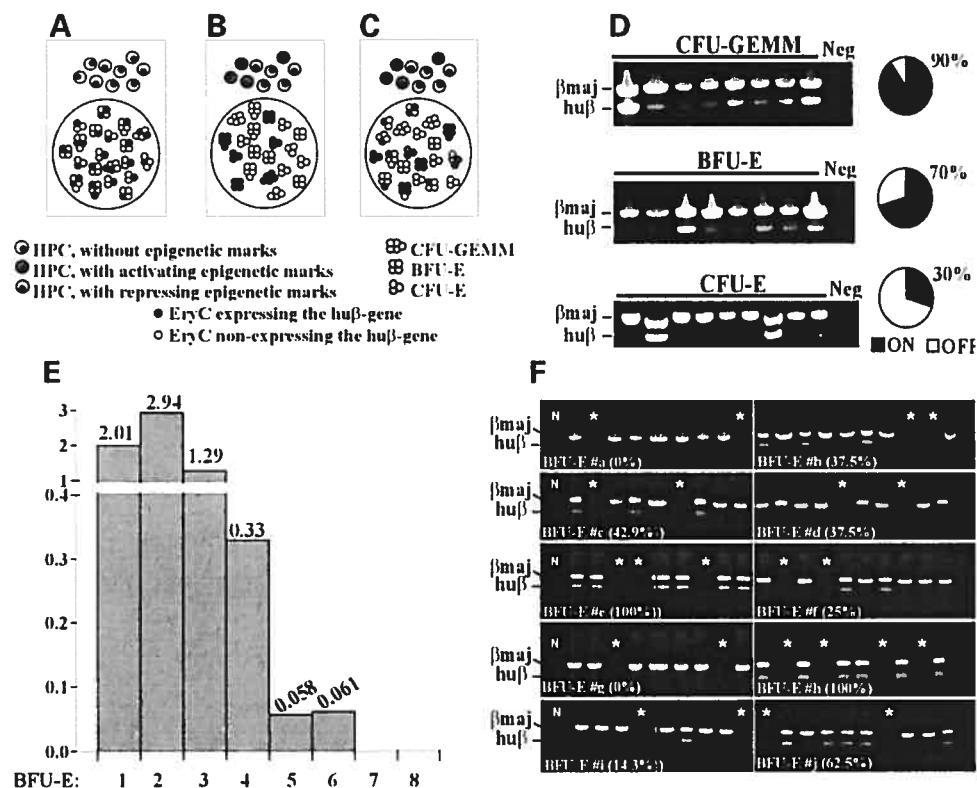 A
B
C
HPC, without epigenetic marks
HPC, with activating epigenetic marks
HPC, with repressing epigenetic marks
EryC expressing the huβ-gene
EryC non-expressing the huβ-gene
CFU-GEMM
BFU-E
CFU-E
D
CFU-GEMM Neg
βmaj
huβ
90%
BFU-E
βmaj
huβ
70%
CFU-E Neg
βmaj
huβ
30%
ON OFF
E
3
2
1
0.4
0.3
0.2
0.1
0.0
2.01
2.94
1.29
0.33
0.058
0.061
BFU-E: 1 2 3 4 5 6 7 8
F
βmaj
huβ
N * *
BFU-E #a (0%)
* *
BFU-E #b (37.5%)
βmaj
huβ
N * *
BFU-E #c (42.9%)
* *
BFU-E #d (37.5%)
βmaj
huβ
N * * *
BFU-E #e (100%))
* *
BFU-E #f (25%)
βmaj
huβ
N * *
BFU-E #g (0%)
* * * *
BFU-E #h (100%)
βmaj
huβ
N * *
BFU-E #i (14.3%)
* *
BFU-E #j (62.5%)